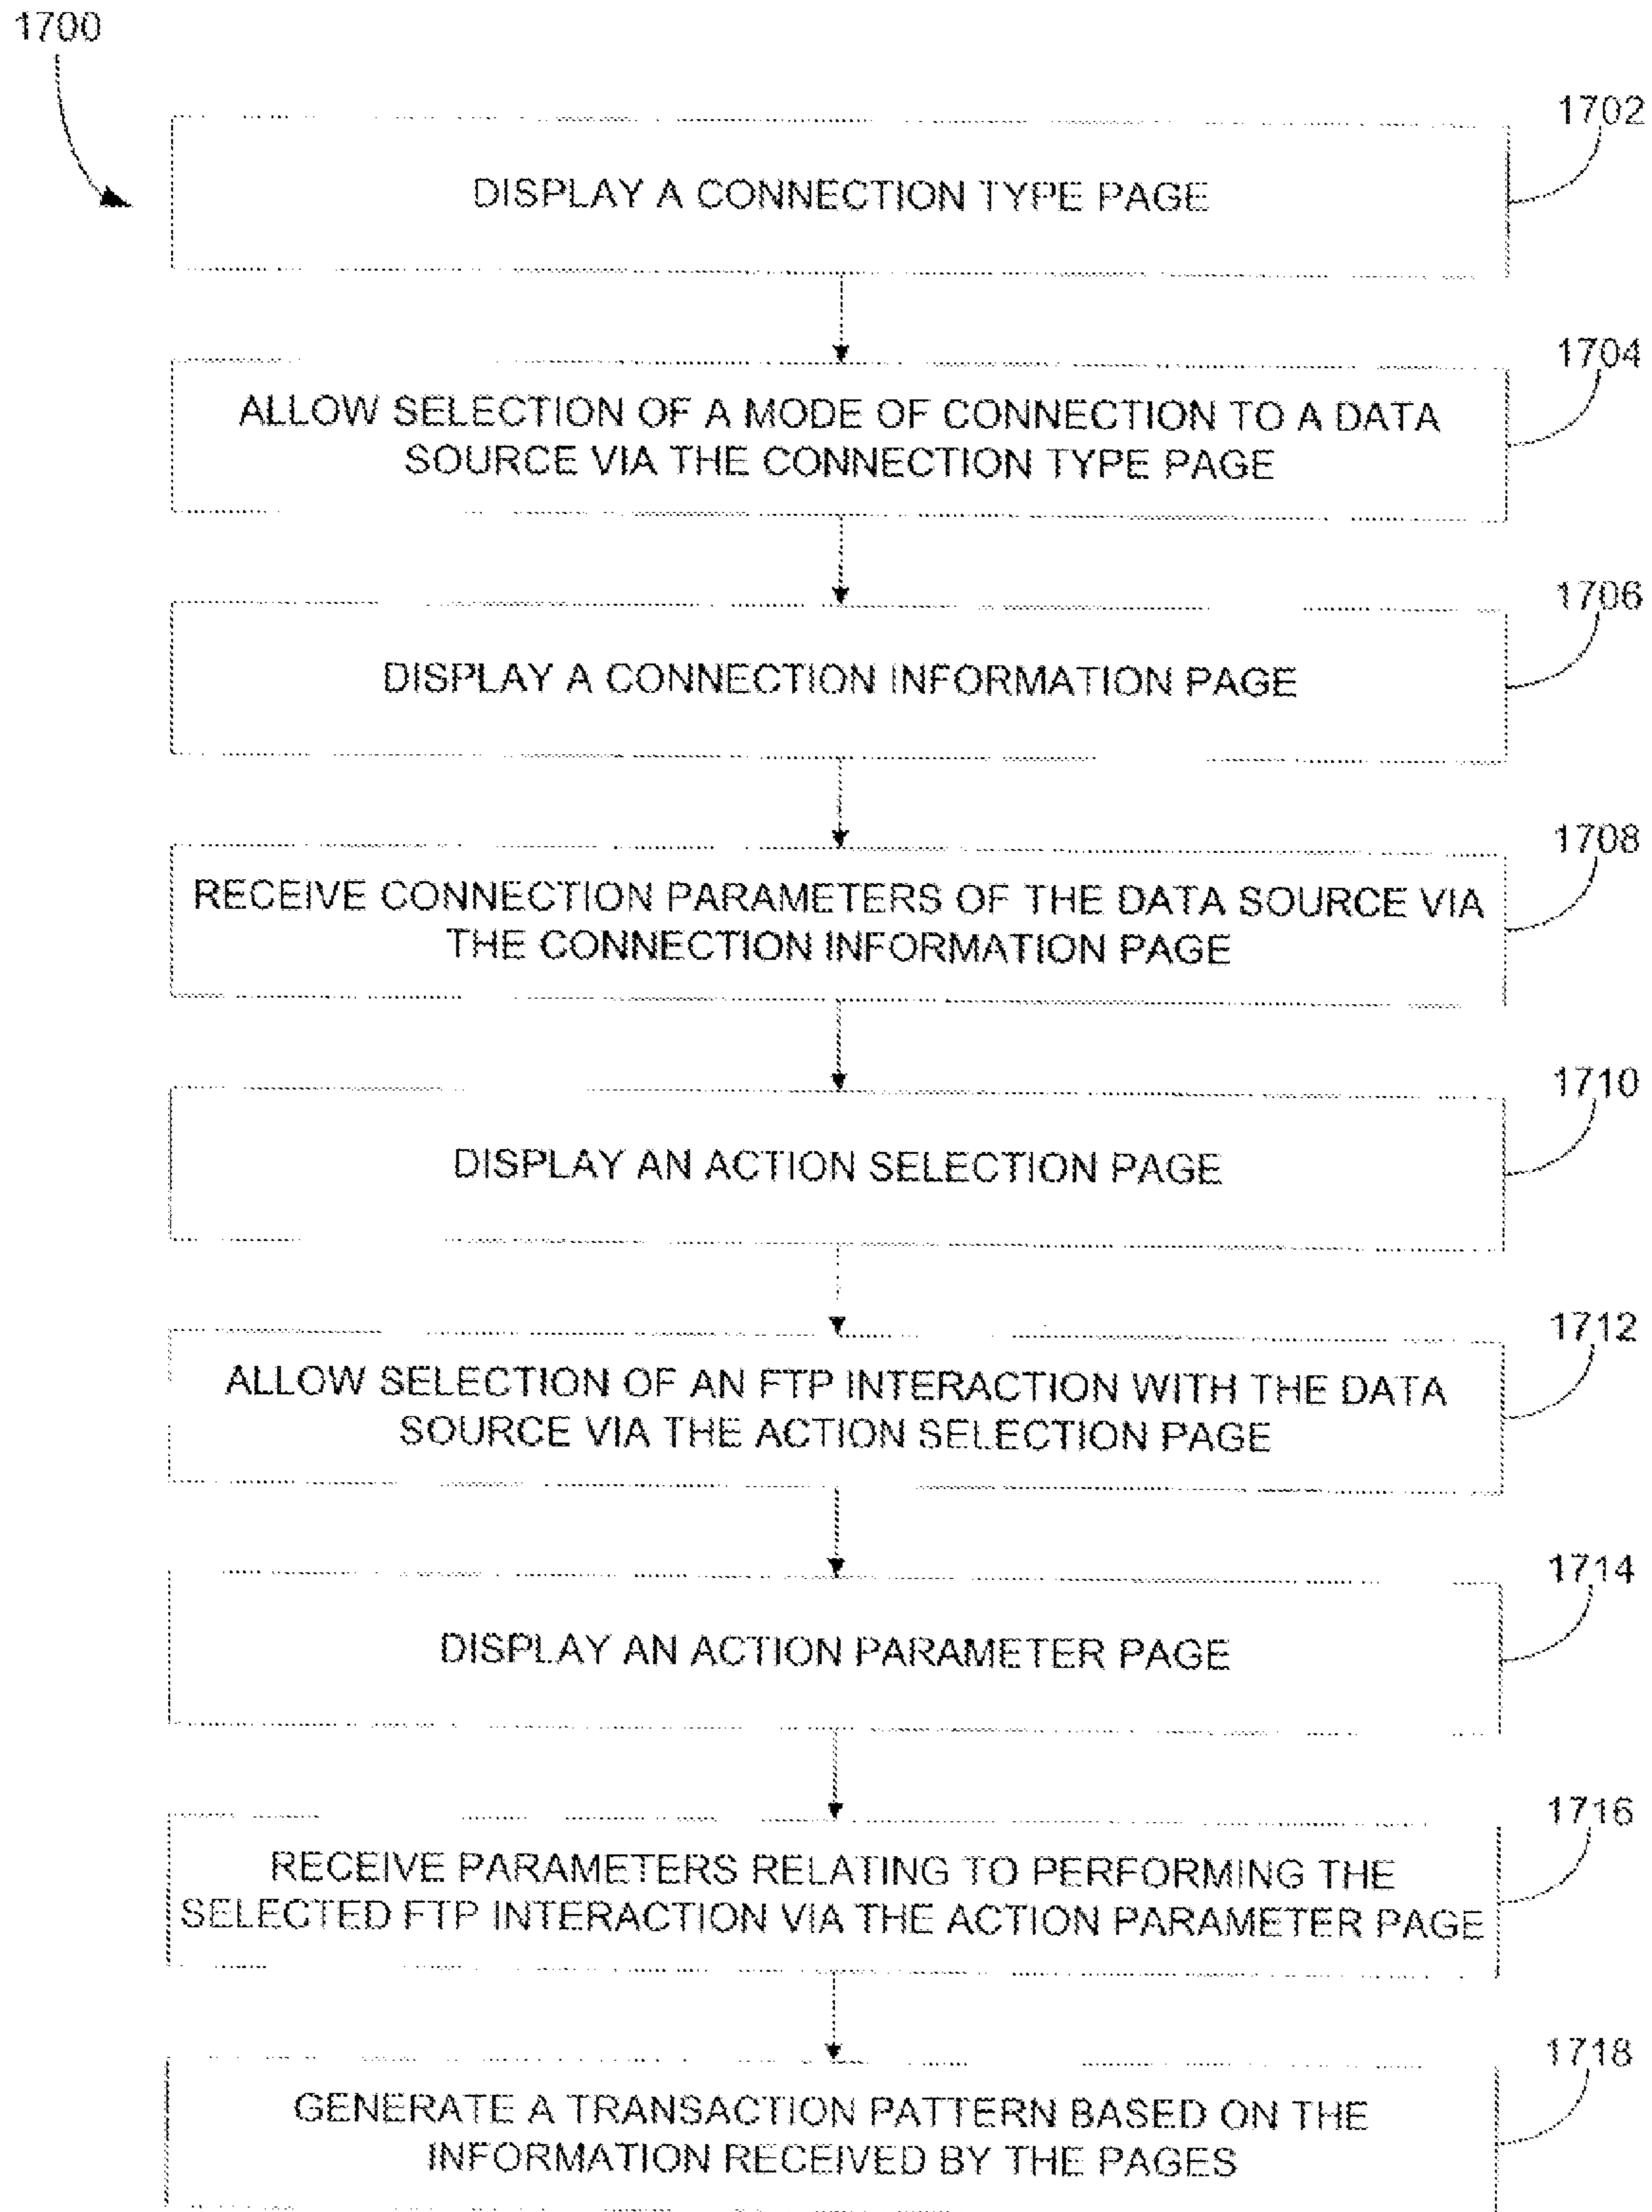 1700
1702
DISPLAY A CONNECTION TYPE PAGE
1704
ALLOW SELECTION OF A MODE OF CONNECTION TO A DATA
SOURCE VIA THE CONNECTION TYPE PAGE
1706
DISPLAY A CONNECTION INFORMATION PAGE
1708
RECEIVE CONNECTION PARAMETERS OF THE DATA SOURCE VIA
THE CONNECTION INFORMATION PAGE
1710
DISPLAY AN ACTION SELECTION PAGE
1712
ALLOW SELECTION OF AN FTP INTERACTION WITH THE DATA
SOURCE VIA THE ACTION SELECTION PAGE
1714
DISPLAY AN ACTION PARAMETER PAGE
1716
RECEIVE PARAMETERS RELATING TO PERFORMING THE
SELECTED FTP INTERACTION VIA THE ACTION PARAMETER PAGE
1718
GENERATE A TRANSACTION PATTERN BASED ON THE
INFORMATION RECEIVED BY THE PAGES